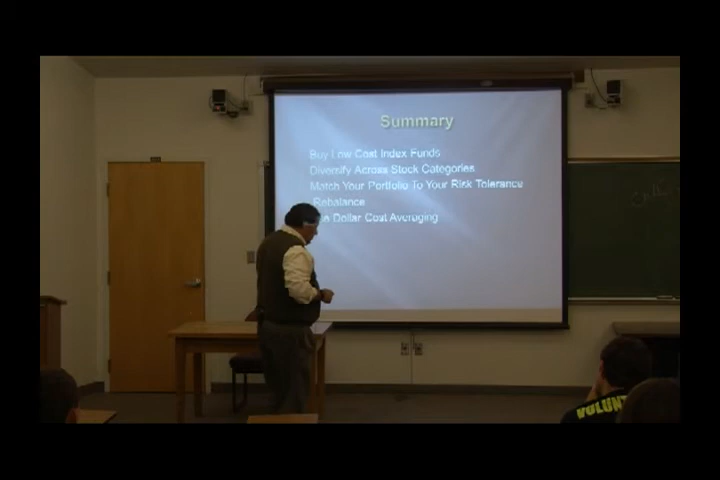 Summary
Buy Low Cost Index Funds
Diversify Across Stock Categories
Match Your Portfolio To Your Risk Tolerance
Rebalance
Dollar Cost Averaging
VOLUNT